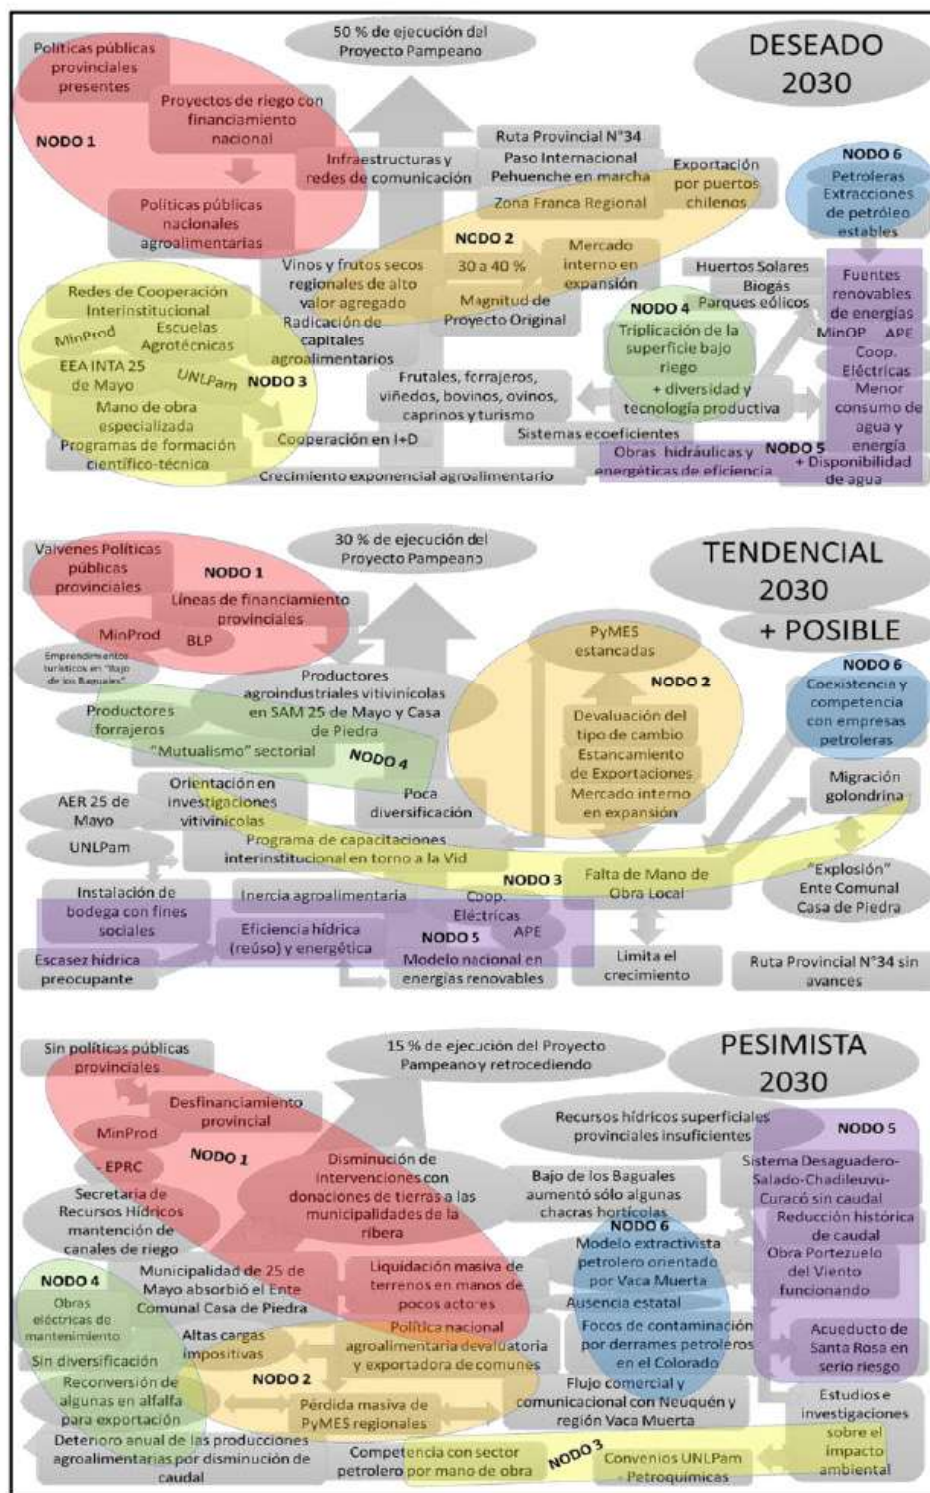 50 % de ejecución del
Proyecto Pampeano
DESEADO
2030
Políticas públicas
provinciales
presentes
Proyectos de riego con
financiamiento
nacional
NODO 1
Políticas públicas
nacionales
agroalimentarias
Infraestructuras y
redes de comunicación
Ruta Provincial N°34
Paso Internacional
Pehuenche en marcha
Zona Franca Regional
Exportación
por puertos
chilenos
NODO 6
Petroleras
Extracciones
de petróleo
estables
NODO 2
Vinos y frutos secos
regionales de alto
valor agregado
30 a 40 %
Magnitud de
Proyecto Original
Mercado
interno en
expansión
Radicación de
capitales
agroalimentarios
Huertos Solares
Biogás
Parques eólicos
Fuentes
renovables
de energías
MinOP APE
Coop.
Eléctricas
Menor
consumo de
agua y
energía
+ Disponibilidad
de agua
Redes de Cooperación
Interinstitucional
MinProd
Escuelas
Agrotécnicas
EEA INTA 25
de Mayo
UNLPam
NODO 3
Mano de obra
especializada
Programas de formación
científico-técnica
NODO 4
Triplicación de la
superficie bajo
riego
+ diversidad y
tecnología productiva
Frutales, forrajeros,
viñedos, bovinos, ovinos,
caprinos y turismo
Cooperación en I+D
Sistemas ecoeficientes
Obras hidráulicas y
energéticas de eficiencia
NODO 5
Crecimiento exponencial agroalimentario
30 % de ejecución del
Proyecto Pampeano
TENDENCIAL
2030
+ POSIBLE
Vaivenes Políticas
públicas
provinciales
NODO 1
Líneas de financiamiento
provinciales
MinProd
BLP
Emprendimientos
turísticos en "Bajo
de los Baguales"
Productores
agroindustriales vitivinícolas
en SAM 25 de Mayo y Casa
de Piedra
Productores
forrajeros
"Mutualismo" sectorial
NODO 4
PyMES
estancadas
NODO 2
Devaluación del
tipo de cambio
Estancamiento
de Exportaciones
Mercado interno
en expansión
NODO 6
Coexistencia y
competencia
con empresas
petroleras
Migración
golondrina
AER 25 de
Mayo
UNLPam
Orientación en
investigaciones
vitivinícolas
Poca
diversificación
Programa de capacitaciones
interinstitucional en torno a la Vid
NODO 3
Falta de Mano de
Obra Local
"Explosión"
Ente Comunal
Casa de Piedra
Instalación de
bodega con fines
sociales
Inercia agroalimentaria
Coop.
Eléctricas
APE
Eficiencia hídrica
(reúso) y energética
NODO 5
Modelo nacional en
energías renovables
Escasez hídrica
preocupante
Limita el
crecimiento
Ruta Provincial N°34 sin
avances
15 % de ejecución del Proyecto
Pampeano y retrocediendo
PESIMISTA
2030
Sin políticas públicas
provinciales
Desfinanciamiento
provincial
MinProd
NODO 1
- EPRC
Secretaria de
Recursos Hídricos
mantención de
canales de riego
Disminución de
intervenciones con
donaciones de tierras a las
municipalidades de la
ribera
Recursos hídricos superficiales
provinciales insuficientes
NODO 5
Sistema Desaguadero-
Salado-Chadileuvú-
Curacó sin caudal
Reducción histórica
de caudal
Obra Portezuelo
del Viento
funcionando
Acueducto de
Santa Rosa en
serio riesgo
Bajo de los Baguales
aumentó sólo algunas
chacras hortícolas
NODO 6
Modelo extractivista
petrolero orientado
por Vaca Muerta
Ausencia estatal
Focos de contaminación
por derrames petroleros
en el Colorado
NODO 4
Obras
eléctricas de
mantenimiento
Municipalidad de 25 de
Mayo absorbió el Ente
Comunal Casa de Piedra
Liquidación masiva de
terrenos en manos de
pocos actores
Altas cargas
impositivas
Política nacional
agroalimentaria devaluatoria
y exportadora de comunes
Sin diversificación
NODO 2
Reconversión de
algunas en alfalfa
para exportación
Pérdida masiva de
PyMES regionales
Flujo comercial y
comunicacional con Neuquén y
región Vaca Muerta
Estudios e
investigaciones
sobre el
impacto
ambiental
Deterioro anual de las producciones
agroalimentarias por disminución de
caudal
Competencia con sector
petrolero por mano de obra
NODO 3
Convenios UNLPam
- Petroquímicas